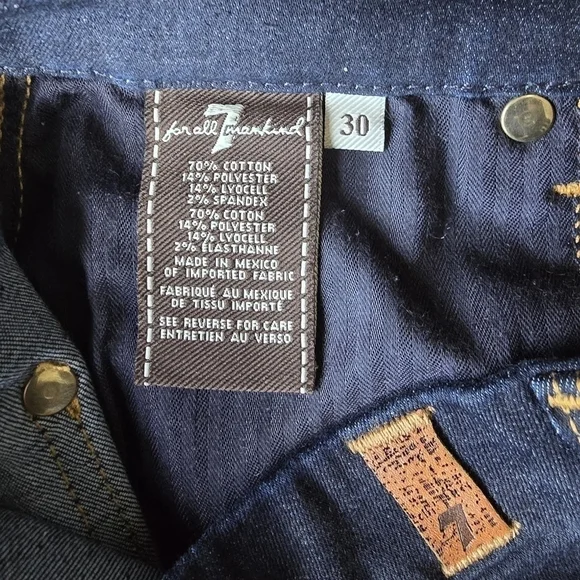 for all 7 mankind
30
70% COTTON
14% POLYESTER
14% LYOCELL
2% SPANDEX
70% COTON
14% POLYESTER
14% LYOCELL
2% ÉLASTHANNE
MADE IN MEXICO
OF IMPORTED FABRIC
FABRIQUÉ AU MEXIQUE
DE TISSU IMPORTÉ
SEE REVERSE FOR CARE
ENTRETIEN AU VERSO
7